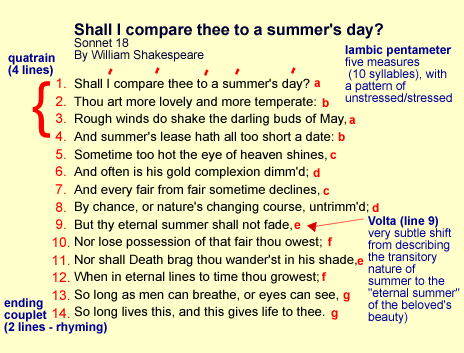 Shall I compare thee to a summer's day?
Sonnet 18
By William Shakespeare
quatrain
(4 lines)
Iambic pentameter
five measures
(10 syllables), with
a pattern of
unstressed/stressed
1. Shall I compare thee to a summer's day? a
2. Thou art more lovely and more temperate: b
3. Rough winds do shake the darling buds of May, a
4. And summer's lease hath all too short a date: b
5. Sometime too hot the eye of heaven shines, c
6. And often is his gold complexion dimm'd; d
7. And every fair from fair sometime declines, c
8. By chance, or nature's changing course, untrimm'd; d
9. But thy eternal summer shall not fade, e
10. Nor lose possession of that fair thou owest; f
11. Nor shall Death brag thou wander'st in his shade, e
12. When in eternal lines to time thou growest; f
13. So long as men can breathe, or eyes can see, g
14. So long lives this, and this gives life to thee. g
Volta (line 9)
very subtle shift
from describing
the transitory
nature of
summer to the
"eternal summer"
of the beloved's
beauty)
ending
couplet
(2 lines - rhyming)